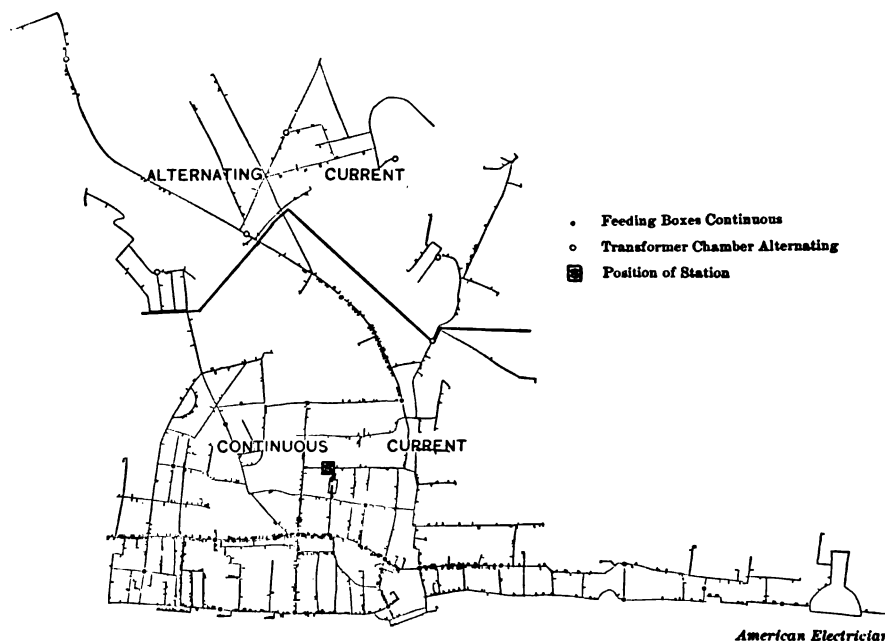 ALTERNATING CURRENT
Feeding Boxes Continuous
Transformer Chamber Alternating
Position of Station
CONTINUOUS CURRENT
American Electrician